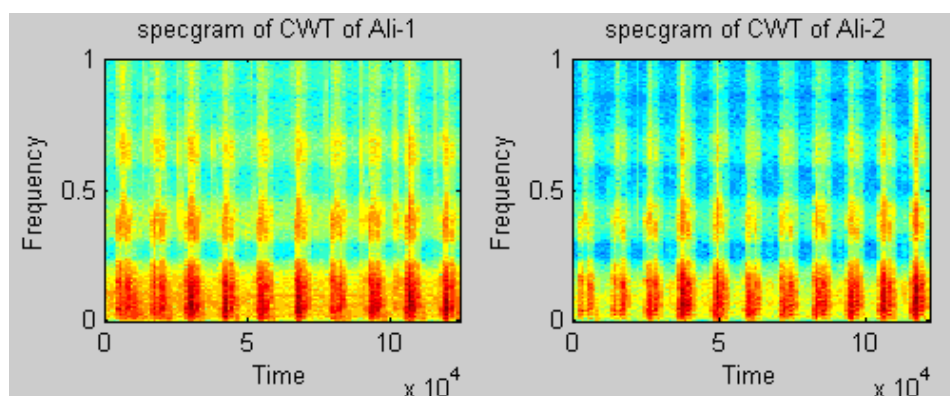 specgram of CWT of Ali-1
Frequency
1
0.5
0
0 5 10
Time
x 10^4
specgram of CWT of Ali-2
Frequency
1
0.5
0
0 5 10
Time
x 10^4